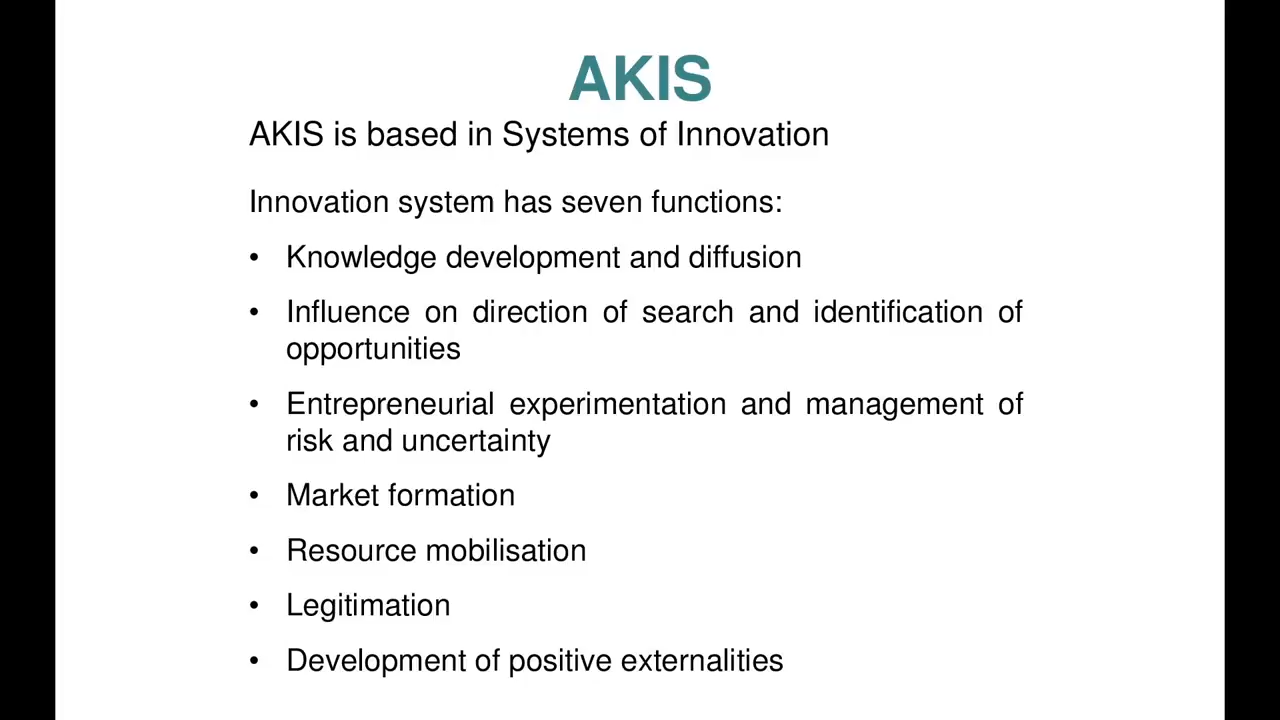 AKIS
AKIS is based in Systems of Innovation
Innovation system has seven functions:
• Knowledge development and diffusion
• Influence on direction of search and identification of
opportunities
• Entrepreneurial experimentation and management of
risk and uncertainty
• Market formation
• Resource mobilisation
• Legitimation
• Development of positive externalities